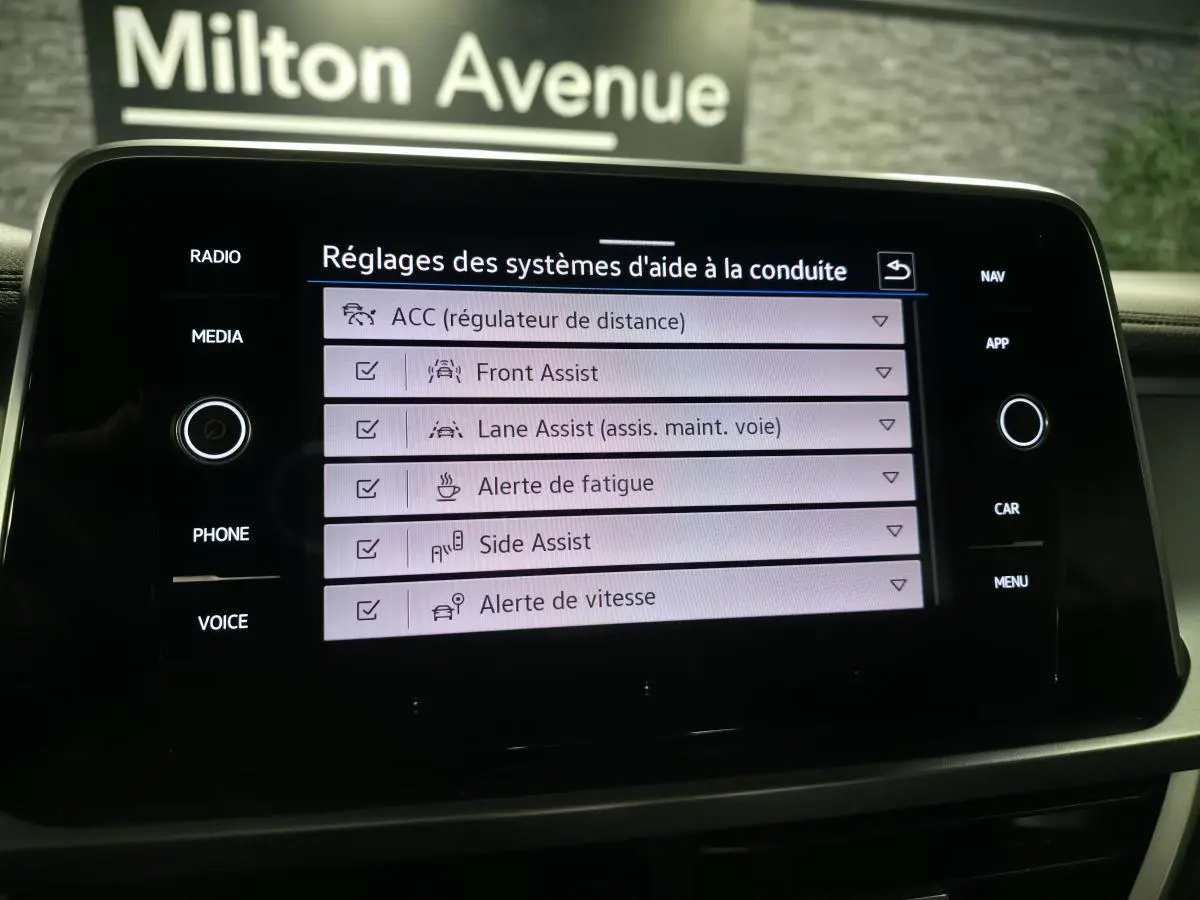 Milton Avenue
RADIO
MEDIA
PHONE
VOICE
Réglages des systèmes d'aide à la conduite
ACC (régulateur de distance)
Front Assist
Lane Assist (assis. maint. voie)
Alerte de fatigue
Side Assist
Alerte de vitesse
NAV
APP
CAR
MENU